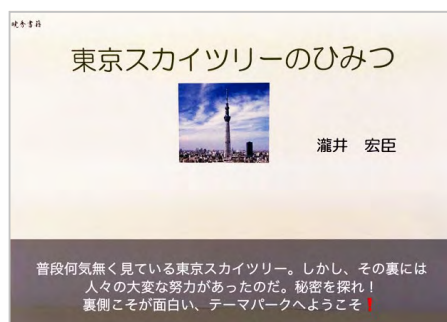 東京スカイツリーのひみつ
瀧井 宏臣
普段何気無く見ている東京スカイツリー。しかし、その裏には
人々の大変な努力があったのだ。秘密を探れ！
裏側こそが面白い、テーマパークへようこそ❗